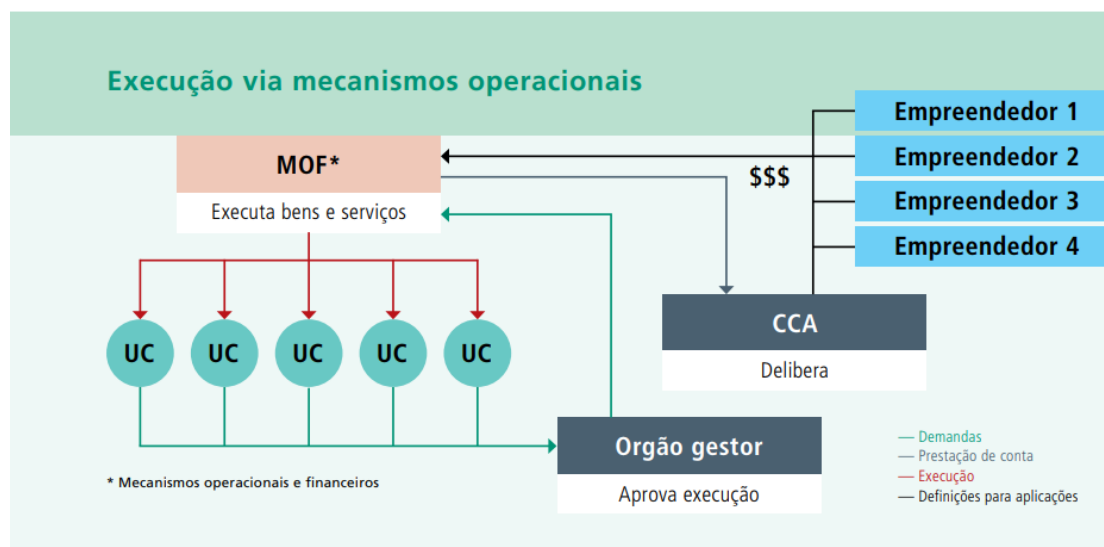 Execução via mecanismos operacionais
Empreendedor 1
Empreendedor 2
Empreendedor 3
Empreendedor 4
MOF*
Executa bens e serviços
$$$
CCA
Delibera
UC
UC
UC
UC
UC
Orgão gestor
Aprova execução
— Demandas
— Prestação de conta
— Execução
— Definições para aplicações
* Mecanismos operacionais e financeiros